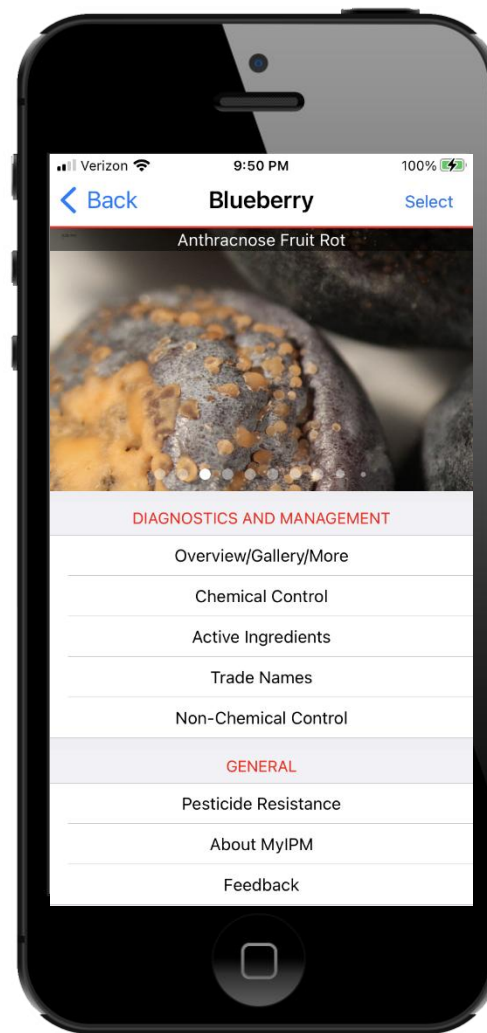 Verizon 9:50 PM 100%
Back Blueberry Select
Anthracnose Fruit Rot
DIAGNOSTICS AND MANAGEMENT
Overview/Gallery/More
Chemical Control
Active Ingredients
Trade Names
Non-Chemical Control
GENERAL
Pesticide Resistance
About MyIPM
Feedback